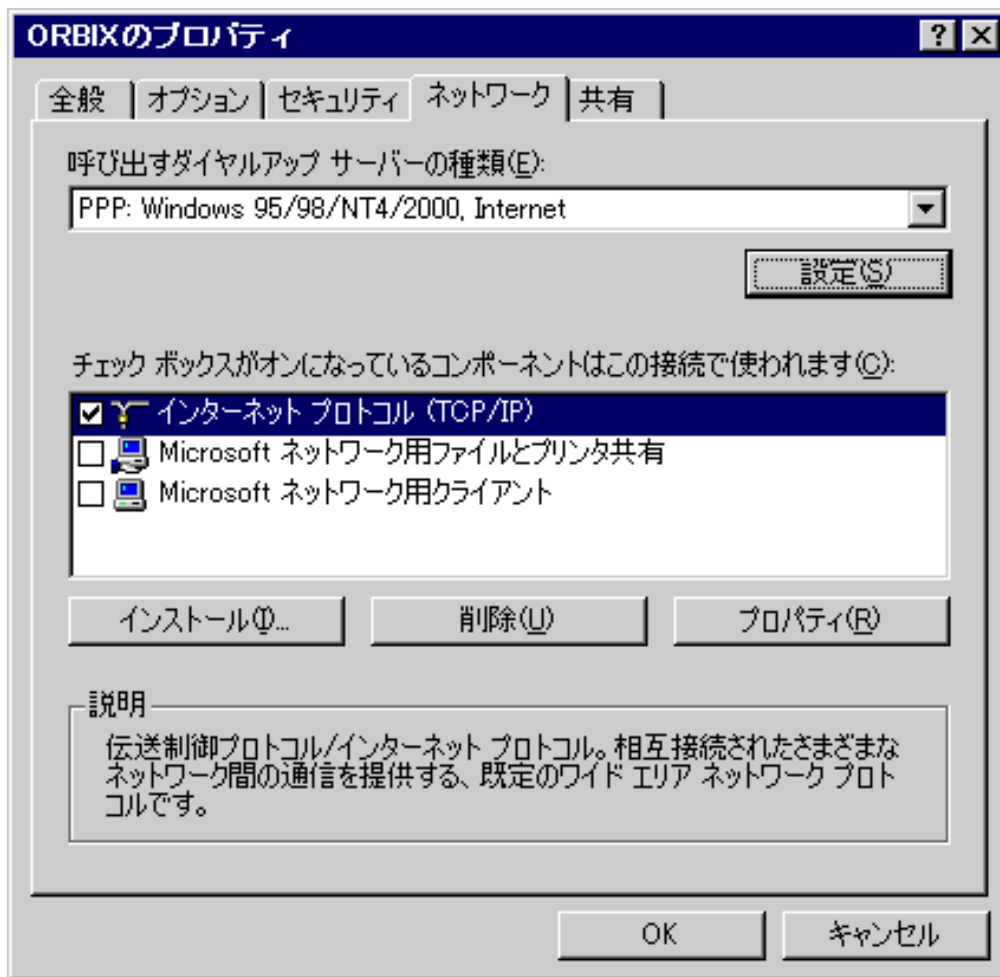 ORBIXのプロパティ
全般 オプション セキュリティ ネットワーク 共有
呼び出すダイヤルアップ サーバーの種類(E):
PPP: Windows 95/98/NT4/2000, Internet
設定(S)
チェック ボックスがオンになっているコンポーネントはこの接続で使われます(C):
インターネット プロトコル (TCP/IP)
Microsoft ネットワーク用ファイルとプリンタ共有
Microsoft ネットワーク用クライアント
インストール(I)... 削除(U) プロパティ(R)
説明
伝送制御プロトコル/インターネット プロトコル。相互接続されたさまざまな
ネットワーク間の通信を提供する、既定のワイド エリア ネットワーク プロト
コルです。
OK キャンセル